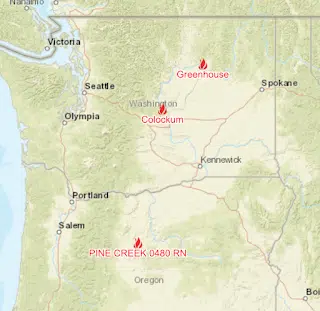 Nanaimo
Victoria
Greenhouse
Spokane
Seattle
Washington
Colockum
Olympia
Kennewick
Portland
Salem
PINE CREEK 0480 RN
Oregon
Boi